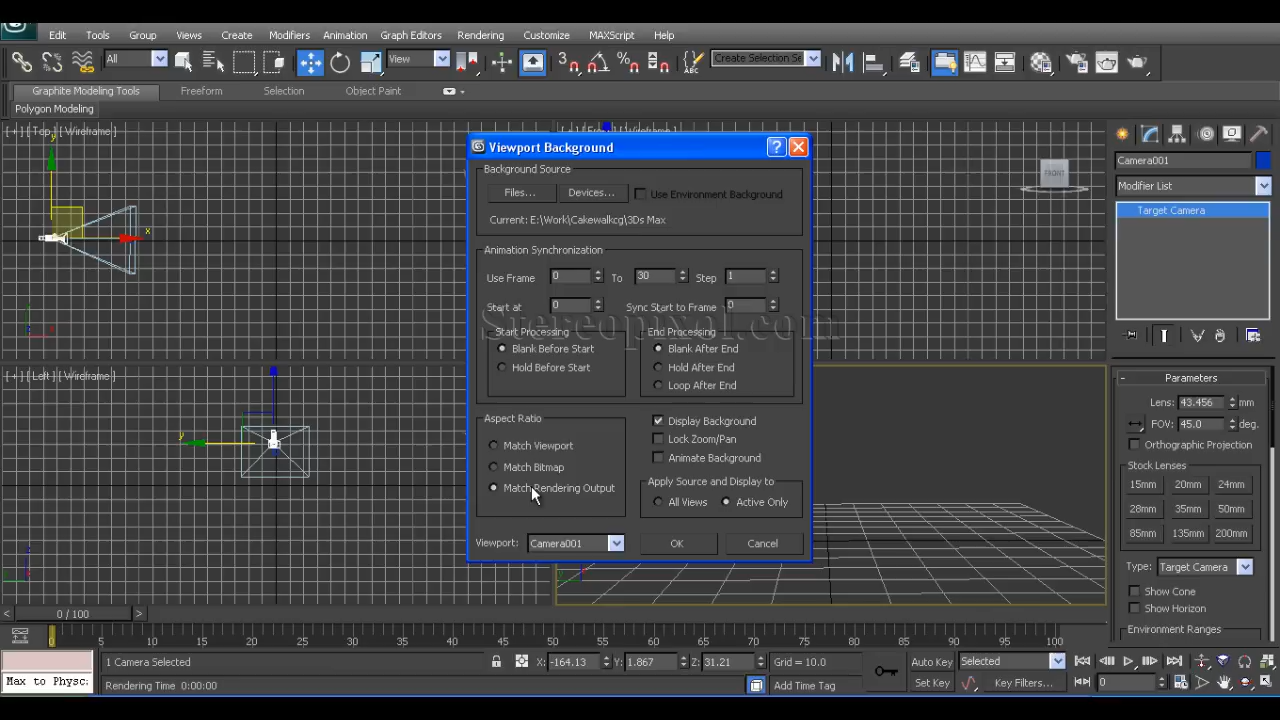 Edit Tools Group Views Create Modifiers Animation Graph Editors Rendering Customize MAXScript Help
All View 3 Create Selection Se
Graphite Modeling Tools Freeform Selection Object Paint
Polygon Modeling
[ + ] [ Top ] [ Wireframe ]
[ + ] [ Front ] [ Wireframe ]
y
x
FRONT
Viewport Background
Background Source
Files... Devices... Use Environment Background
Current: E:\Work\Cakewalkcg\3Ds Max
Animation Synchronization
Use Frame 0 To 30 Step 1
Start at 0 Sync Start to Frame 0
Stereopixol.com
Start Processing
Blank Before Start
Hold Before Start
End Processing
Blank After End
Hold After End
Loop After End
Aspect Ratio
Match Viewport
Match Bitmap
Match Rendering Output
Display Background
Lock Zoom/Pan
Animate Background
Apply Source and Display to
All Views Active Only
Viewport: Camera001 OK Cancel
[ + ] [ Left ] [ Wireframe ]
y
Camera001
Modifier List
Target Camera
Parameters
Lens: 43.456 mm
FOV: 45.0 deg.
Orthographic Projection
Stock Lenses
15mm 20mm 24mm
28mm 35mm 50mm
85mm 135mm 200mm
Type: Target Camera
Show Cone
Show Horizon
Environment Ranges
< 0 / 100 >
0 5 10 15 20 25 30 35 40 45 50 55 60 65 70 75 80 85 90 95 100
1 Camera Selected X: -164.13 Y: 1.867 Z: 31.21 Grid = 10.0 Auto Key Selected
Max to Physc: Rendering Time 0:00:00 Add Time Tag Set Key Key Filters... 0